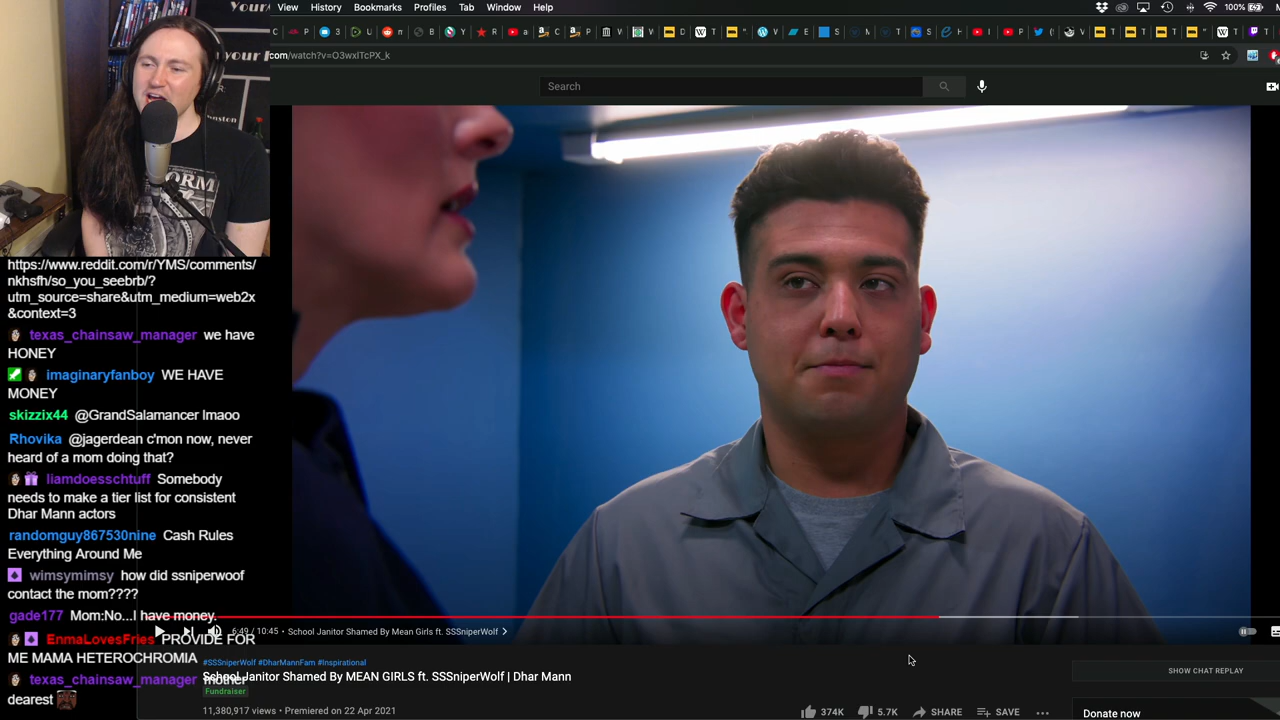 View History Bookmarks Profiles Tab Window Help
100%
com/watch?v=O3wxlTcPX_k
Search
https://www.reddit.com/r/YMS/comments/
nkhsfh/so_you_seebrb/?
utm_source=share&utm_medium=web2x
&context=3
texas_chainsaw_manager we have
HONEY
imaginaryfanboy WE HAVE
MONEY
skizzix44 @GrandSalamancer lmaoo
Rhovika @jagerdean c'mon now, never
heard of a mom doing that?
liamdoesschtuff Somebody
needs to make a tier list for consistent
Dhar Mann actors
randomguy867530nine Cash Rules
Everything Around Me
wimsymimsy how did ssniperwoof
contact the mom????
gade177 Mom:No...I have money.
EnmaLovesFries PROVIDE FOR
ME MAMA HETEROCHROMIA
texas_chainsaw_manager mother
dearest
6:49 / 10:45 • School Janitor Shamed By Mean Girls ft. SSSniperWolf
#SSSniperWolf #DharMannFam #Inspirational
School Janitor Shamed By MEAN GIRLS ft. SSSniperWolf | Dhar Mann
Fundraiser
11,380,917 views • Premiered on 22 Apr 2021
374K 5.7K SHARE SAVE
SHOW CHAT REPLAY
Donate now